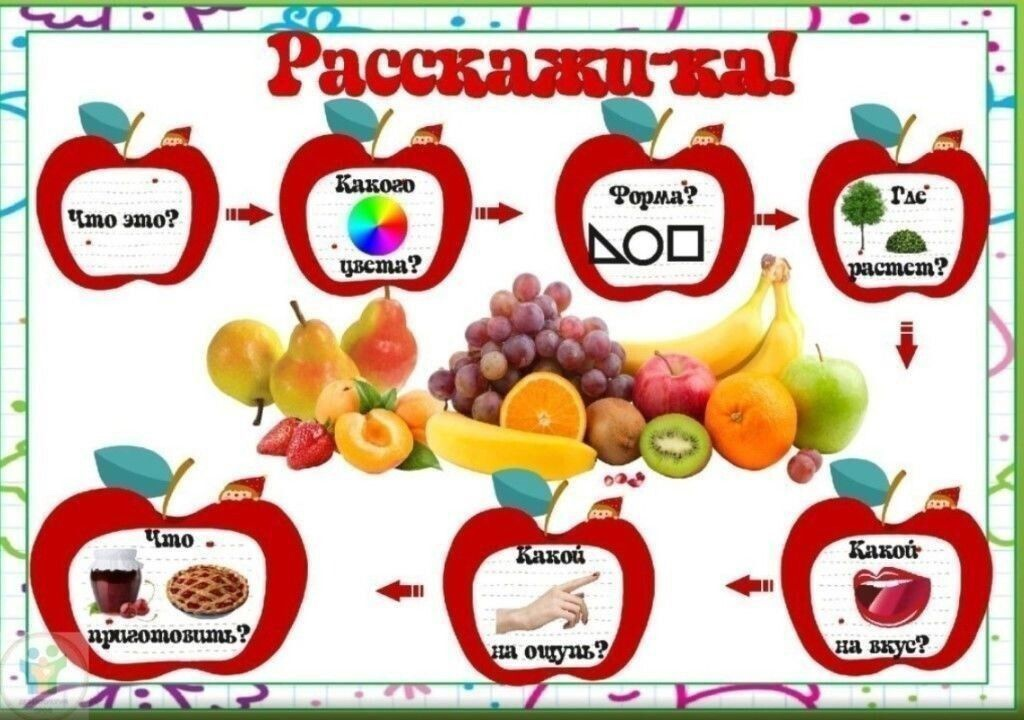 Расскажи-ка!
Что это?
Какого
цвета?
Форма?
Где
растет?
Какой
на вкус?
Какой
на ощупь?
Что
приготовить?